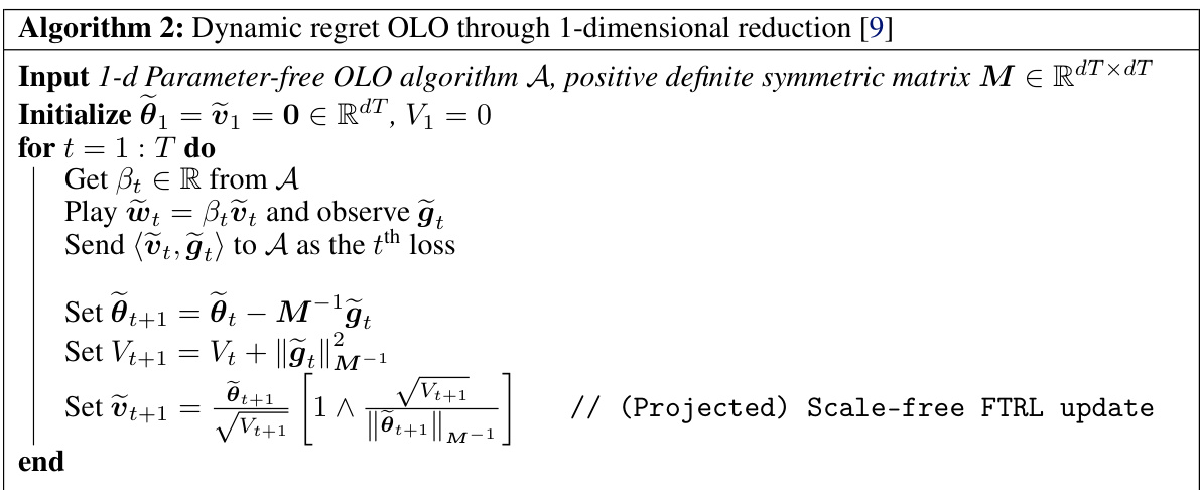 Algorithm 2: Dynamic regret OLO through 1-dimensional reduction [9]
Input 1-d Parameter-free OLO algorithm $\mathcal{A}$, positive definite symmetric matrix $\boldsymbol{M} \in \mathbb{R}^{dT \times dT}$
Initialize $\widetilde{\boldsymbol{\theta}}_1 = \widetilde{\boldsymbol{v}}_1 = \mathbf{0} \in \mathbb{R}^{dT}$, $V_1 = 0$
for $t = 1 : T$ do
Get $\beta_t \in \mathbb{R}$ from $\mathcal{A}$
Play $\widetilde{\boldsymbol{w}}_t = \beta_t \widetilde{\boldsymbol{v}}_t$ and observe $\widetilde{\boldsymbol{g}}_t$
Send $\langle \widetilde{\boldsymbol{v}}_t, \widetilde{\boldsymbol{g}}_t \rangle$ to $\mathcal{A}$ as the $t^{\text{th}}$ loss
Set $\widetilde{\boldsymbol{\theta}}_{t+1} = \widetilde{\boldsymbol{\theta}}_t - \boldsymbol{M}^{-1} \widetilde{\boldsymbol{g}}_t$
Set $V_{t+1} = V_t + \|\widetilde{\boldsymbol{g}}_t\|^2_{\boldsymbol{M}^{-1}}$
Set $\widetilde{\boldsymbol{v}}_{t+1} = \frac{\widetilde{\boldsymbol{\theta}}_{t+1}}{\sqrt{V_{t+1}}} \left[ 1 \wedge \frac{\sqrt{V_{t+1}}}{\|\widetilde{\boldsymbol{\theta}}_{t+1}\|_{\boldsymbol{M}^{-1}}} \right]$ // (Projected) Scale-free FTRL update
end